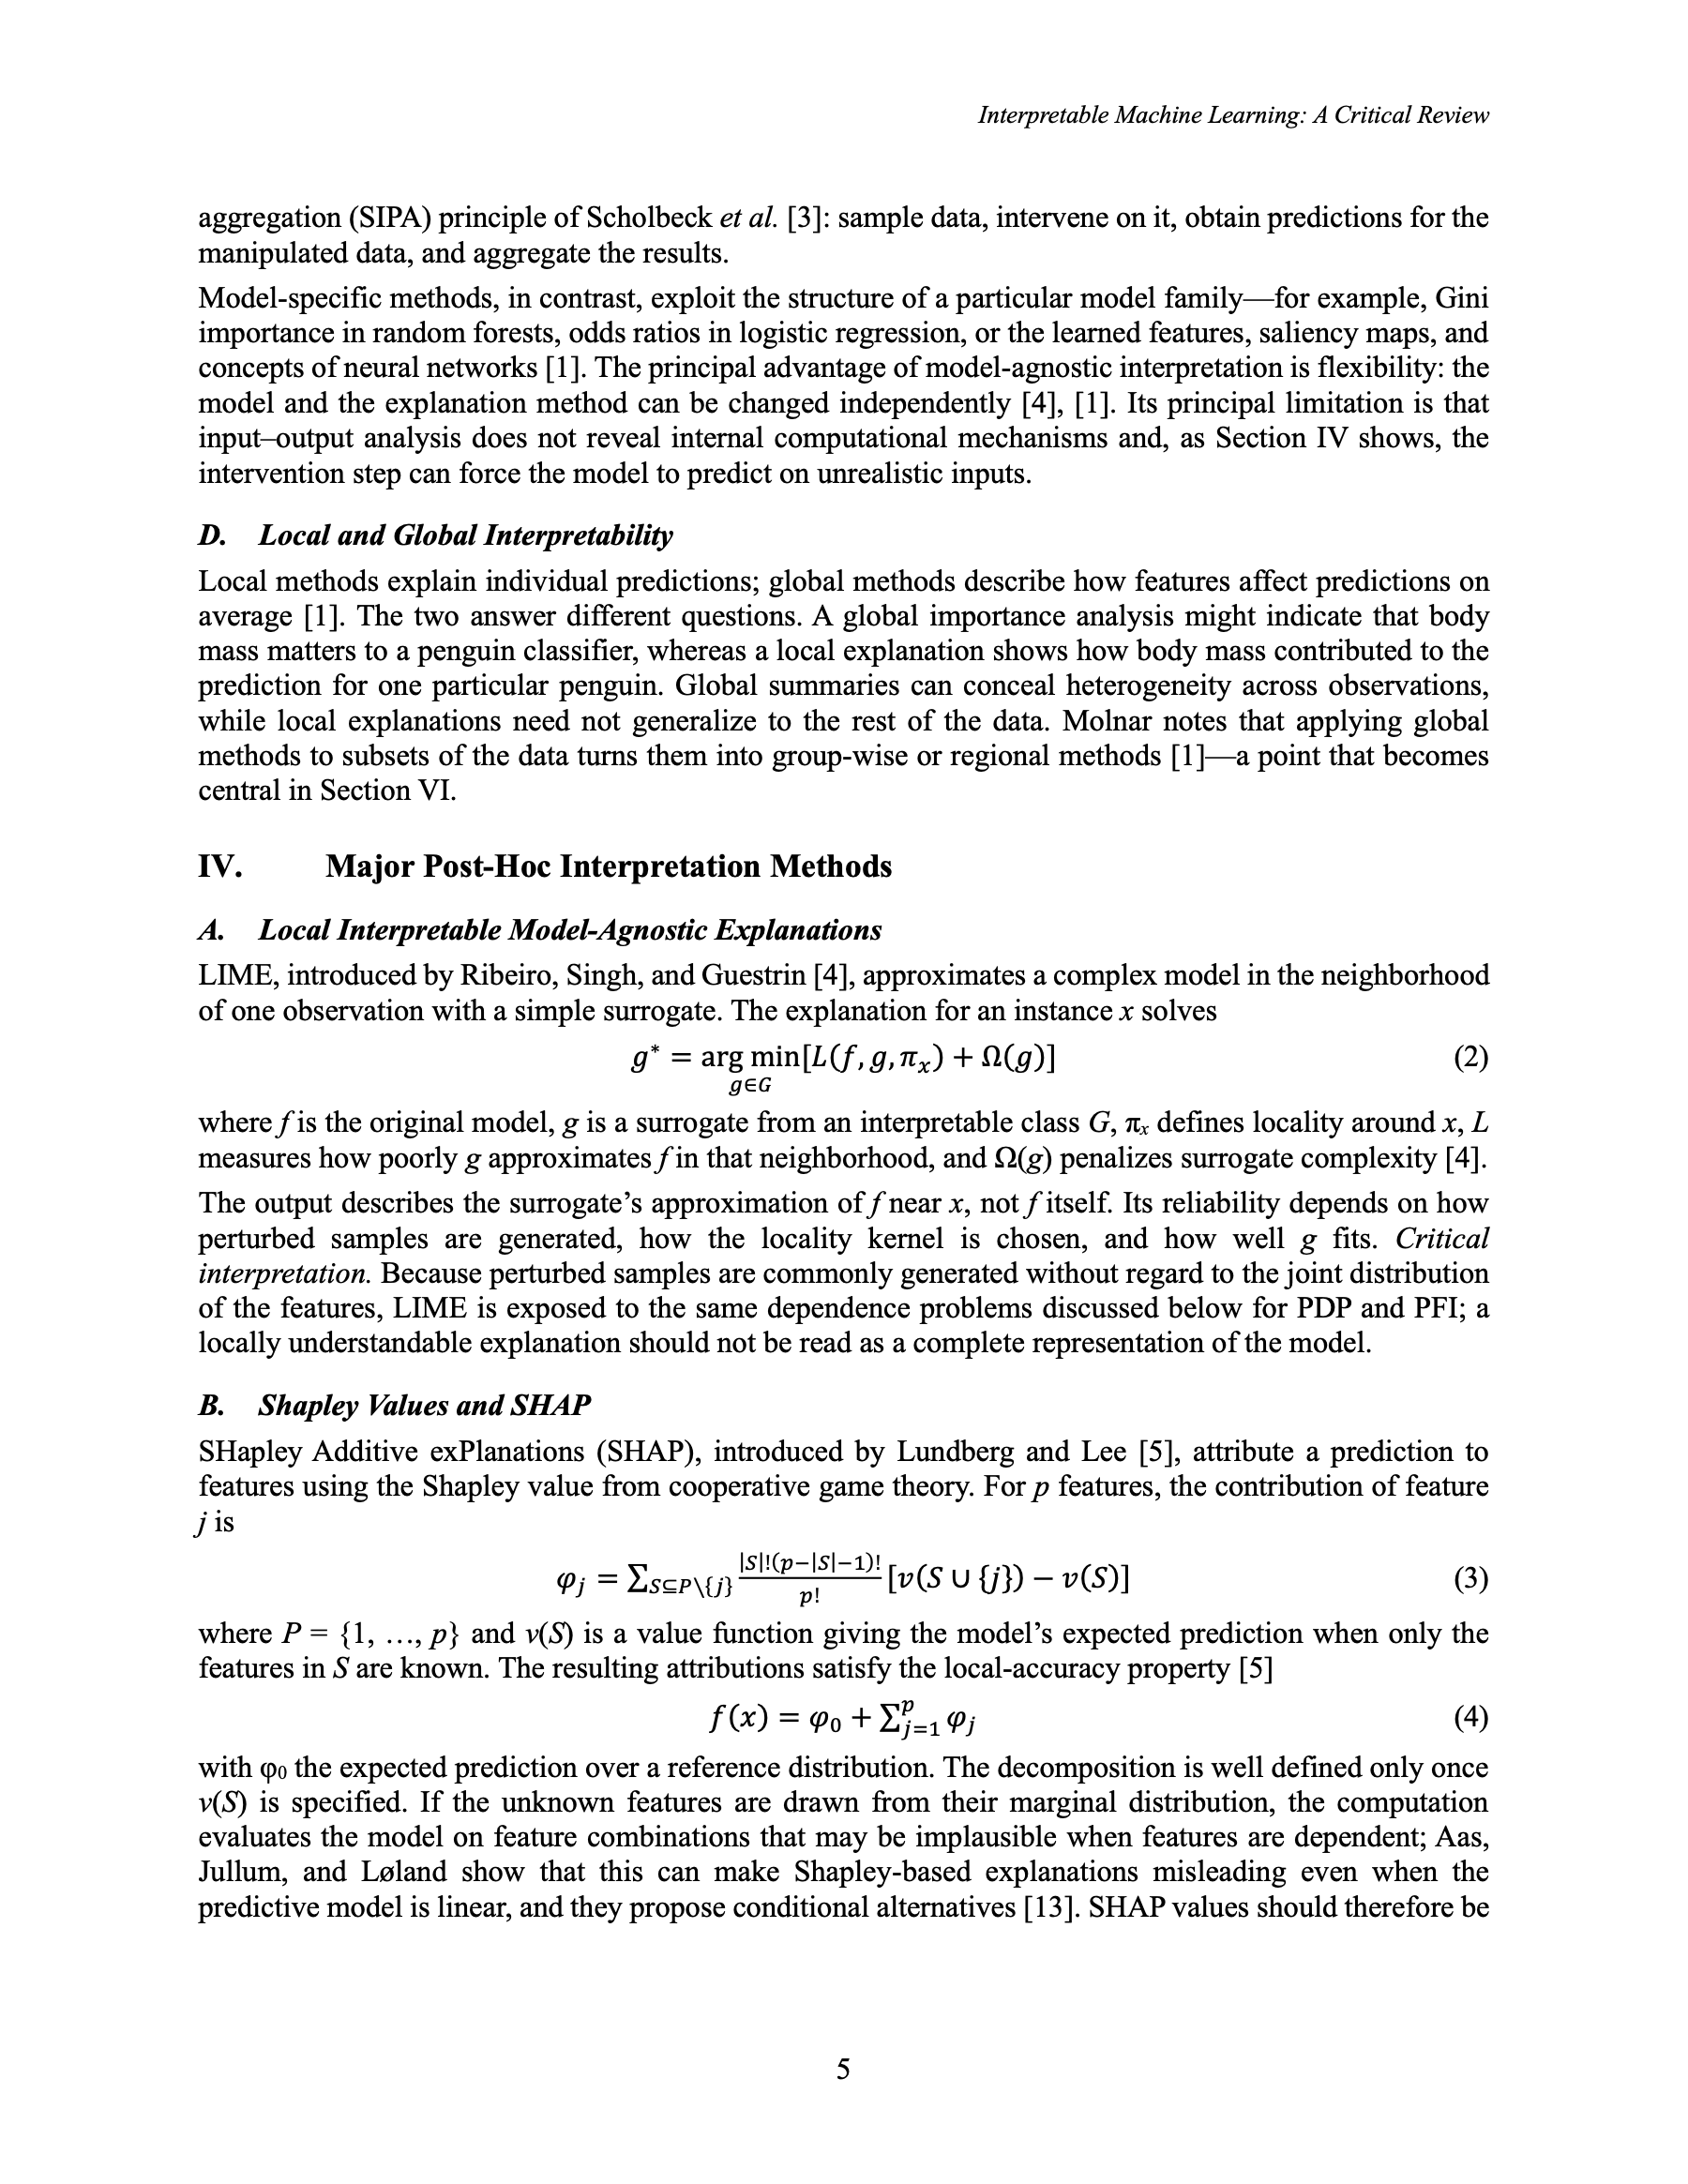 Interpretable Machine Learning: A Critical Review
aggregation (SIPA) principle of Scholbeck et al. [3]: sample data, intervene on it, obtain predictions for the
manipulated data, and aggregate the results.
Model-specific methods, in contrast, exploit the structure of a particular model family—for example, Gini
importance in random forests, odds ratios in logistic regression, or the learned features, saliency maps, and
concepts of neural networks [1]. The principal advantage of model-agnostic interpretation is flexibility: the
model and the explanation method can be changed independently [4], [1]. Its principal limitation is that
input–output analysis does not reveal internal computational mechanisms and, as Section IV shows, the
intervention step can force the model to predict on unrealistic inputs.
D. Local and Global Interpretability
Local methods explain individual predictions; global methods describe how features affect predictions on
average [1]. The two answer different questions. A global importance analysis might indicate that body
mass matters to a penguin classifier, whereas a local explanation shows how body mass contributed to the
prediction for one particular penguin. Global summaries can conceal heterogeneity across observations,
while local explanations need not generalize to the rest of the data. Molnar notes that applying global
methods to subsets of the data turns them into group-wise or regional methods [1]—a point that becomes
central in Section VI.
IV. Major Post-Hoc Interpretation Methods
A. Local Interpretable Model-Agnostic Explanations
LIME, introduced by Ribeiro, Singh, and Guestrin [4], approximates a complex model in the neighborhood
of one observation with a simple surrogate. The explanation for an instance x solves
g* = arg min[L(f, g, πₓ) + Ω(g)] (2)
g∈G
where f is the original model, g is a surrogate from an interpretable class G, πₓ defines locality around x, L
measures how poorly g approximates f in that neighborhood, and Ω(g) penalizes surrogate complexity [4].
The output describes the surrogate’s approximation of f near x, not f itself. Its reliability depends on how
perturbed samples are generated, how the locality kernel is chosen, and how well g fits. Critical
interpretation. Because perturbed samples are commonly generated without regard to the joint distribution
of the features, LIME is exposed to the same dependence problems discussed below for PDP and PFI; a
locally understandable explanation should not be read as a complete representation of the model.
B. Shapley Values and SHAP
SHapley Additive exPlanations (SHAP), introduced by Lundberg and Lee [5], attribute a prediction to
features using the Shapley value from cooperative game theory. For p features, the contribution of feature
j is
φⱼ = ∑_{S⊆P\{j}} |S|!(p−|S|−1)!/p! [v(S ∪ {j}) − v(S)] (3)
where P = {1, …, p} and v(S) is a value function giving the model’s expected prediction when only the
features in S are known. The resulting attributions satisfy the local-accuracy property [5]
f(x) = φ₀ + ∑_{j=1}^{p} φⱼ (4)
with φ₀ the expected prediction over a reference distribution. The decomposition is well defined only once
v(S) is specified. If the unknown features are drawn from their marginal distribution, the computation
evaluates the model on feature combinations that may be implausible when features are dependent; Aas,
Jullum, and Løland show that this can make Shapley-based explanations misleading even when the
predictive model is linear, and they propose conditional alternatives [13]. SHAP values should therefore be
5